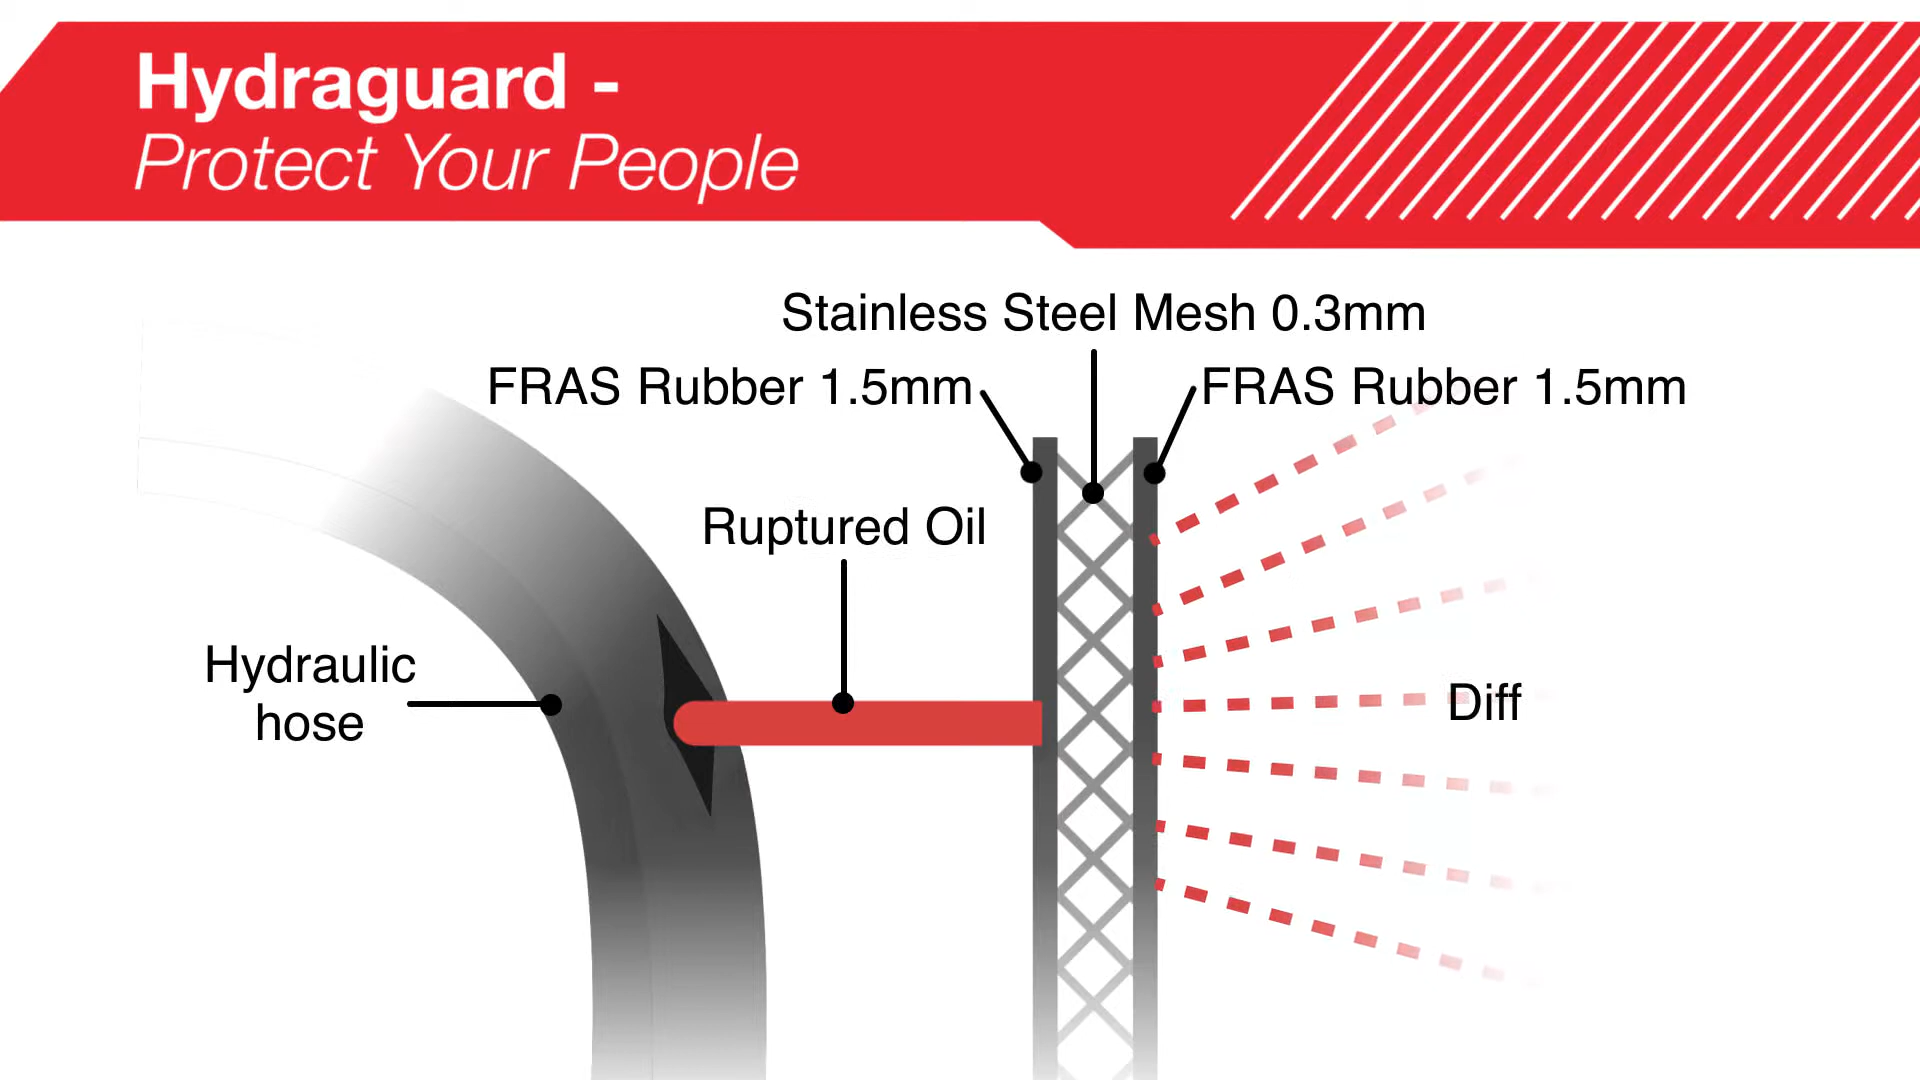 Hydraguard -
Protect Your People
Stainless Steel Mesh 0.3mm
FRAS Rubber 1.5mm
FRAS Rubber 1.5mm
Ruptured Oil
Hydraulic
hose
Diff